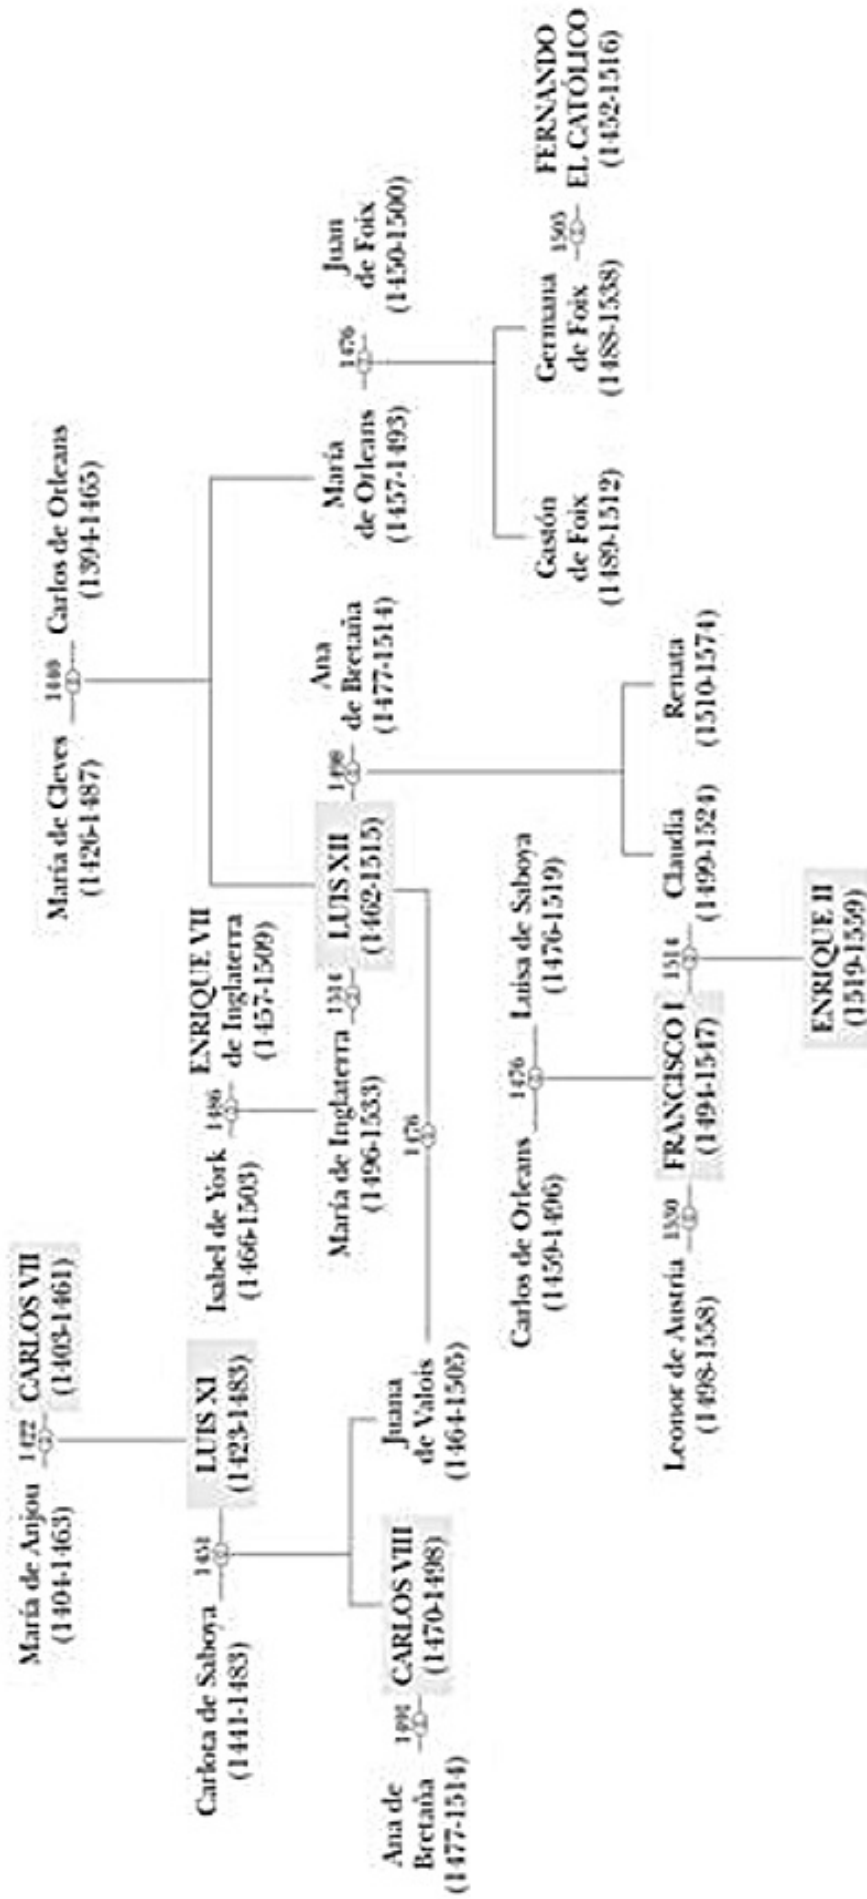 María de Anjou
(1404-1463)
1422
CARLOS VII
(1403-1461)
María de Cleves
(1426-1487)
1440
Carlos de Orleans
(1394-1465)
Carlota de Saboya
(1441-1483)
1451
LUIS XI
(1423-1483)
Isabel de York
(1466-1503)
1486
ENRIQUE VII
de Inglaterra
(1457-1509)
María de Inglaterra
(1496-1533)
1514
LUIS XII
(1462-1515)
1498
Ana
de Bretaña
(1477-1514)
María
de Orleans
(1457-1493)
1476
Juan
de Foix
(1450-1500)
Ana de
Bretaña
(1477-1514)
1491
CARLOS VIII
(1470-1498)
Juana
de Valois
(1464-1505)
1476
Carlos de Orleans
(1459-1496)
1476
Luisa de Saboya
(1476-1519)
Gastón
de Foix
(1489-1512)
Germana
de Foix
(1488-1538)
1505
FERNANDO
EL CATÓLICO
(1452-1516)
Leonor de Austria
(1498-1558)
1530
FRANCISCO I
(1494-1547)
1514
Claudia
(1499-1524)
Renata
(1510-1574)
ENRIQUE II
(1519-1559)